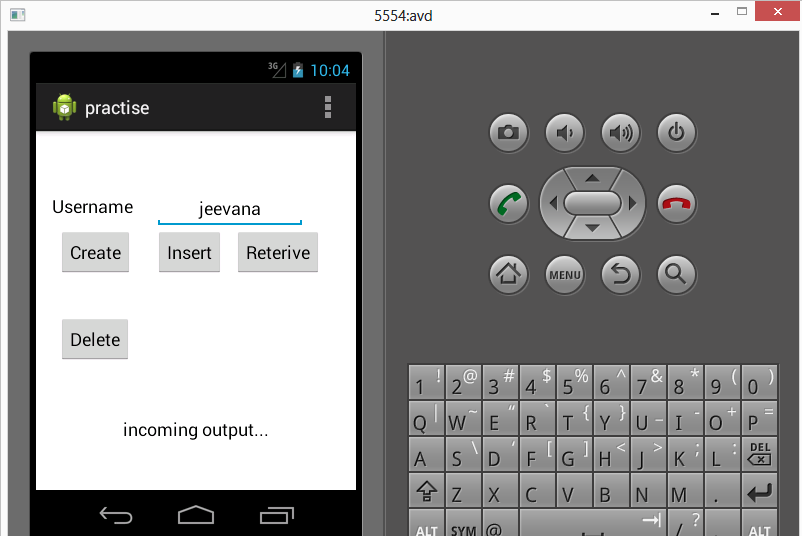 5554:avd
3G 10:04
practise
Username jeevana
Create Insert Reterive
Delete
incoming output...
MENU
1 ! 2 @ 3 # 4 $ 5 % 6 ^ 7 & 8 * 9 ( 0 )
Q | W ~ E “ R ` T { Y } U _ I - O + P =
A S \ D ‘ F [ G ] H < J > K ; L : DEL
Z X C V B N M .
ALT SYM @ / ? , ALT